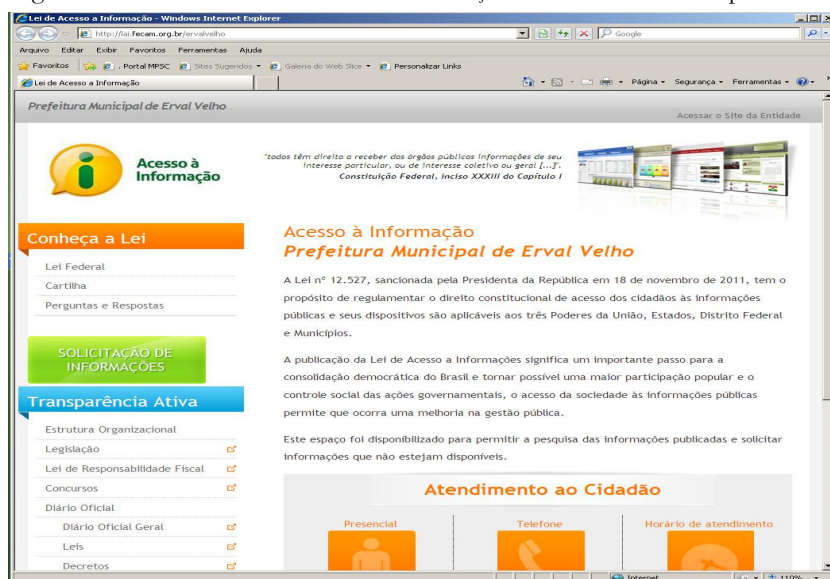 Lei de Acesso a Informação - Windows Internet Explorer
http://lai.fecam.org.br/ervalvelho
Google
Arquivo Editar Exibir Favoritos Ferramentas Ajuda
Favoritos . Portal MPSC Sites Sugeridos Galeria do Web Slice Personalizar Links
Lei de Acesso a Informação
Página Segurança Ferramentas
Prefeitura Municipal de Erval Velho
Acessar o Site da Entidade
Acesso à
Informação
"todos têm direito a receber dos órgãos públicos informações de seu
interesse particular, ou de interesse coletivo ou geral [...]".
Constituição Federal, inciso XXXIII do Capítulo I
Conheça a Lei
Lei Federal
Cartilha
Perguntas e Respostas
SOLICITAÇÃO DE
INFORMAÇÕES
Transparência Ativa
Estrutura Organizacional
Legislação
Lei de Responsabilidade Fiscal
Concursos
Diário Oficial
Diário Oficial Geral
Leis
Decretos
Acesso à Informação
Prefeitura Municipal de Erval Velho
A Lei nº 12.527, sancionada pela Presidenta da República em 18 de novembro de 2011, tem o
propósito de regulamentar o direito constitucional de acesso dos cidadãos às informações
públicas e seus dispositivos são aplicáveis aos três Poderes da União, Estados, Distrito Federal
e Municípios.
A publicação da Lei de Acesso a Informações significa um importante passo para a
consolidação democrática do Brasil e tornar possível uma maior participação popular e o
controle social das ações governamentais, o acesso da sociedade às informações públicas
permite que ocorra uma melhoria na gestão pública.
Este espaço foi disponibilizado para permitir a pesquisa das informações publicadas e solicitar
informações que não estejam disponíveis.
Atendimento ao Cidadão
Presencial
Telefone
Horário de atendimento
Internet
110%